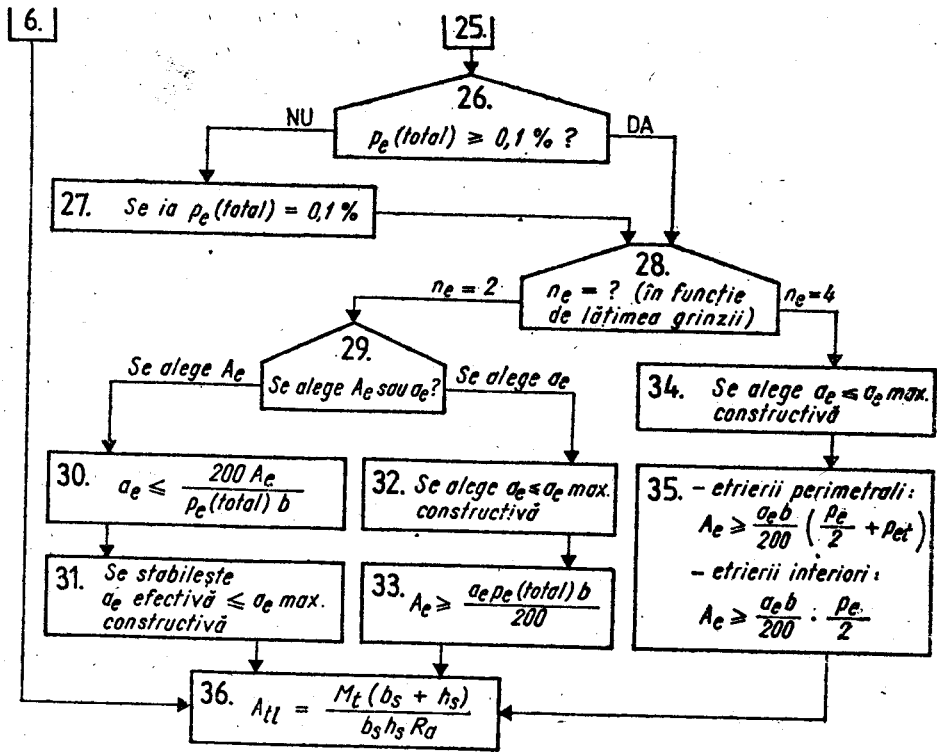 6.
25.
26.
p_e (total) ≥ 0,1 % ?
NU
DA
27. Se ia p_e (total) = 0,1 %
28.
n_e = ? (în funcție
de lățimea grinzii)
n_e = 2
n_e = 4
29.
Se alege A_e sau a_e?
Se alege A_e
Se alege a_e
30. a_e ≤ 200 A_e / p_e (total) b
31. Se stabilește
a_e efectivă ≤ a_e max.
constructivă
32. Se alege a_e ≤ a_e max.
constructivă
33. A_e ≥ a_e p_e (total) b / 200
34. Se alege a_e ≤ a_e max.
constructivă
35. – etrierii perimetrali :
A_e ≥ a_e b / 200 ( p_e / 2 + p_et )
– etrierii interiori :
A_e ≥ a_e b / 200 · p_e / 2
36. A_tl = M_t (b_s + h_s) / b_s h_s R_a